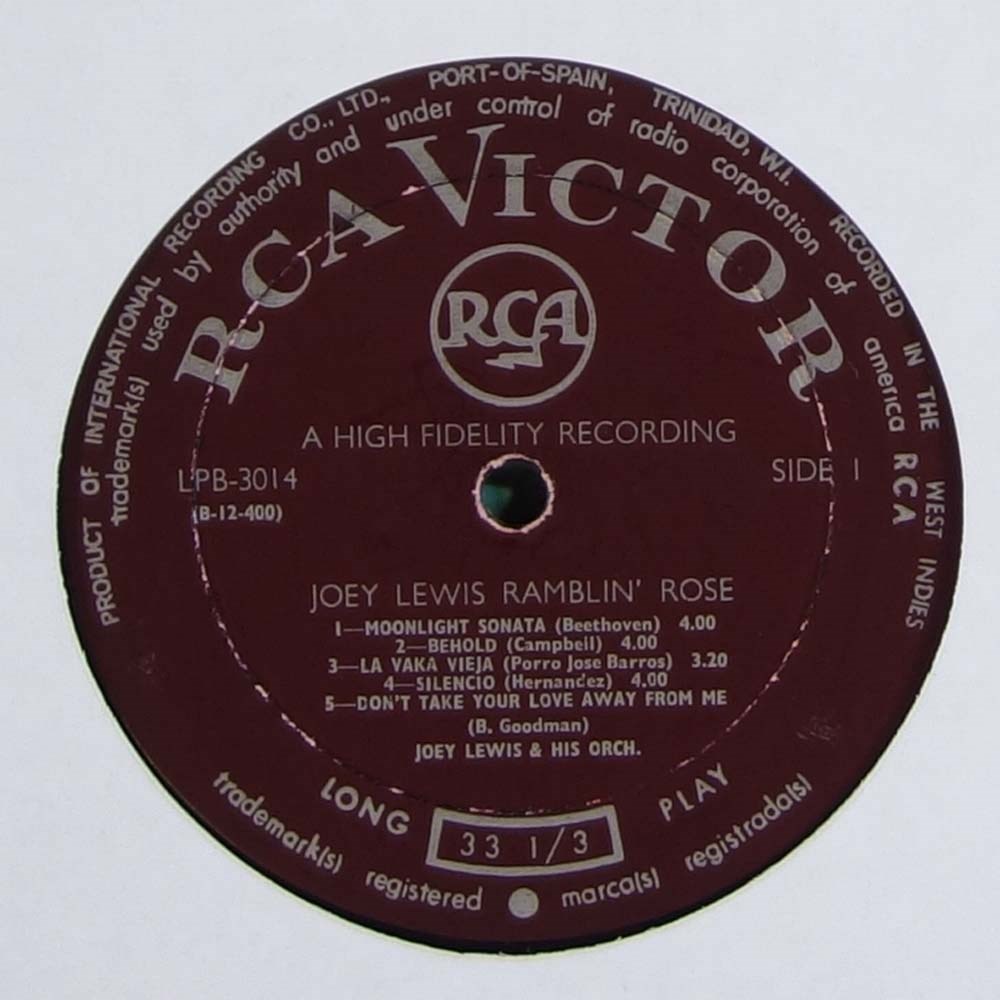 PRODUCT OF INTERNATIONAL RECORDING CO., LTD., PORT-OF-SPAIN, TRINIDAD, W.I. RECORDED IN THE WEST INDIES
trademark(s) used by authority and under control of radio corporation of america RCA
RCA VICTOR
RCA
A HIGH FIDELITY RECORDING
LPB-3014
SIDE 1
(B-12-400)
JOEY LEWIS RAMBLIN' ROSE
1—MOONLIGHT SONATA (Beethoven) 4.00
2—BEHOLD (Campbell) 4.00
3—LA VAKA VIEJA (Porro Jose Barros) 3.20
4—SILENCIO (Hernandez) 4.00
5—DON'T TAKE YOUR LOVE AWAY FROM ME
(B. Goodman)
JOEY LEWIS & HIS ORCH.
LONG 33 1/3 PLAY
trademark(s) registered ● marca(s) registrada(s)